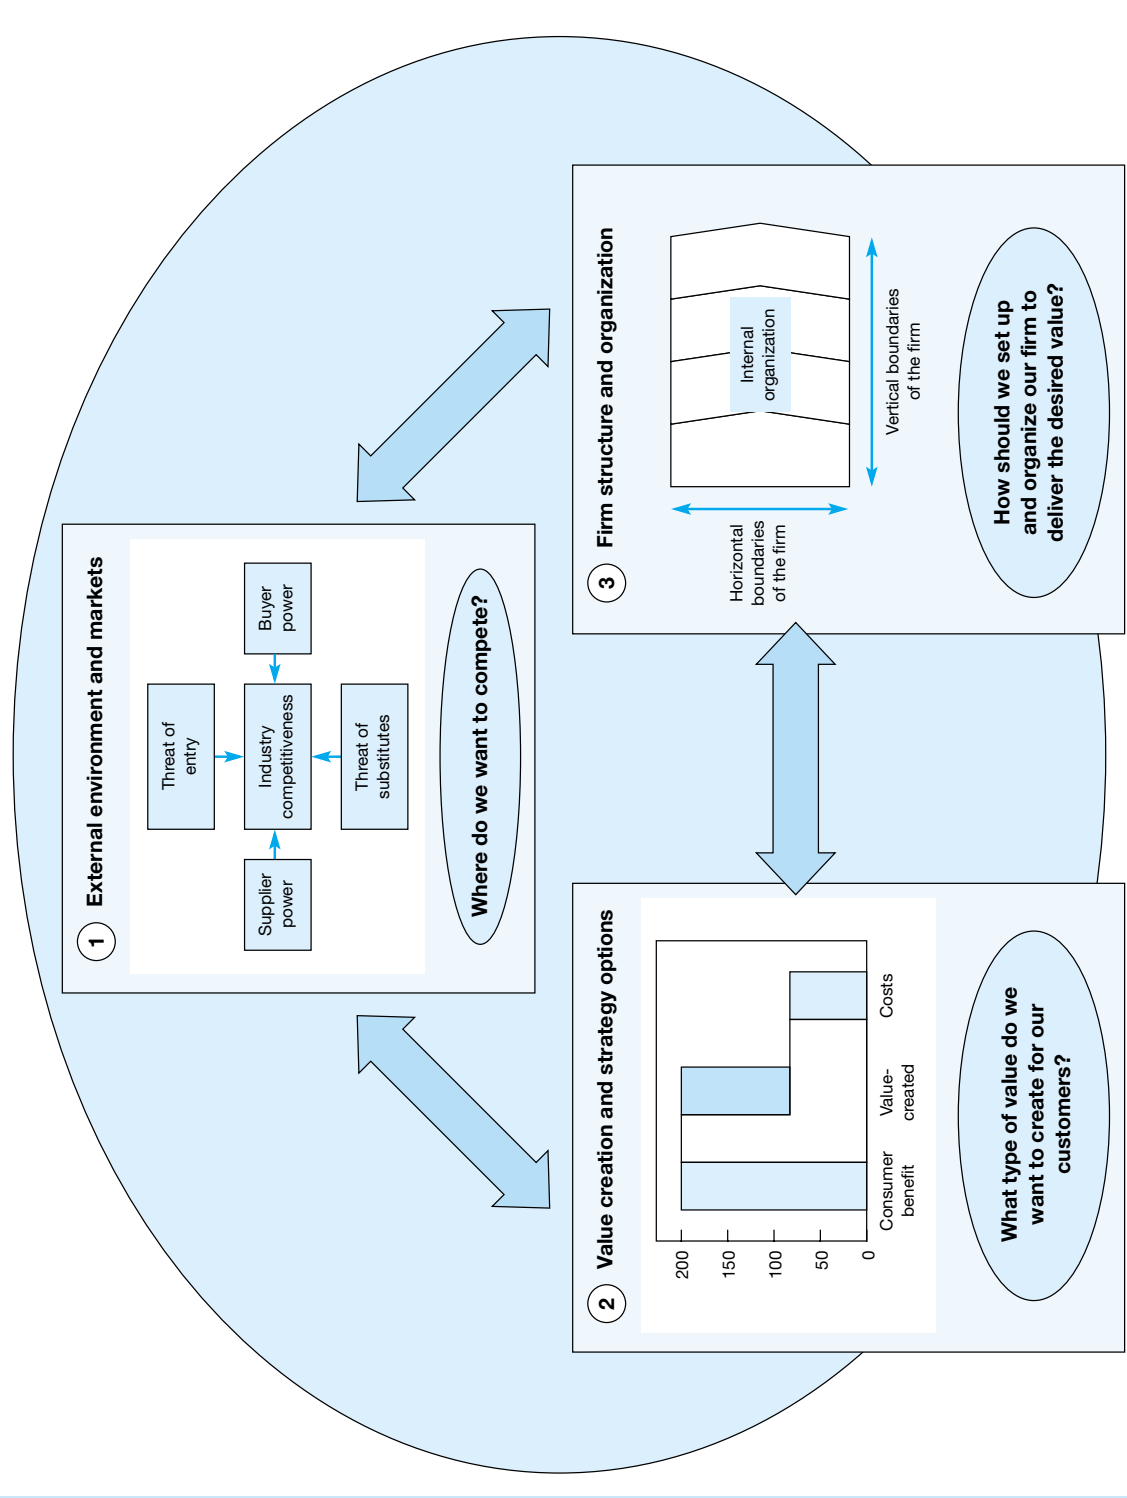 1
External environment and markets
Threat of
entry
Supplier
power
Industry
competitiveness
Buyer
power
Threat of
substitutes
Where do we want to compete?
2
Value creation and strategy options
200
150
100
50
0
Consumer
benefit
Value-
created
Costs
What type of value do we
want to create for our
customers?
3
Firm structure and organization
Horizontal
boundaries
of the firm
Internal
organization
Vertical boundaries
of the firm
How should we set up
and organize our firm to
deliver the desired value?